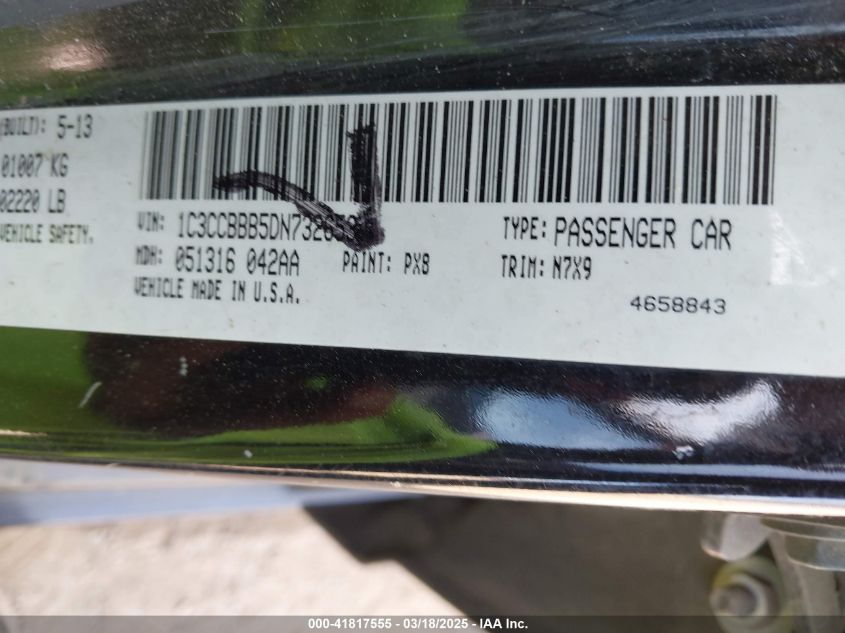 (BUILT): 5-13
01007 KG
02220 LB
VEHICLE SAFETY.
VIN:
TYPE: PASSENGER CAR
MDH: 051316 042AA PAINT: PX8 TRIM: N7X9
VEHICLE MADE IN U.S.A.
4658843
000-41817555 - 03/18/2025 - IAA Inc.